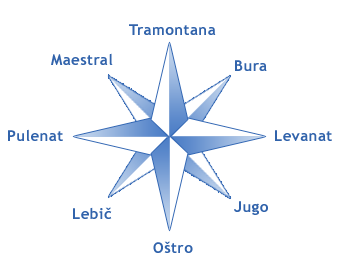 Tramontana
Maestral
Bura
Pulenat
Levanat
Lebič
Jugo
Oštro